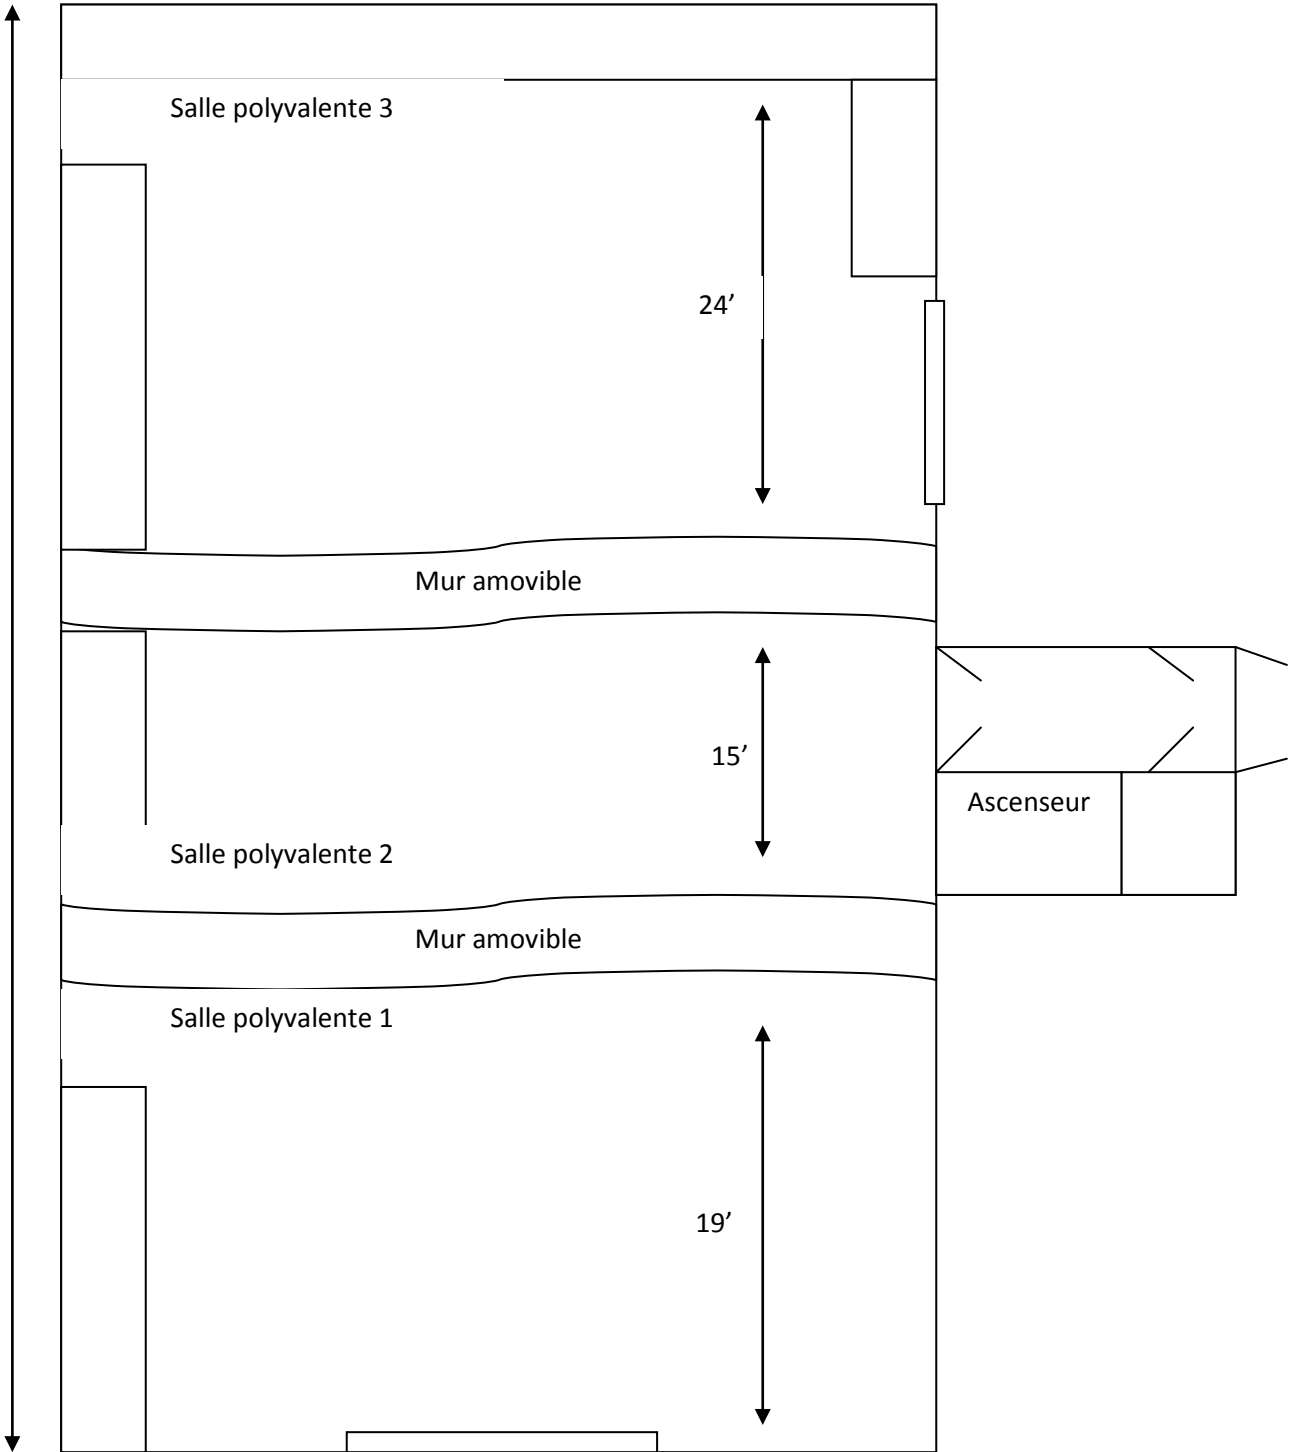 Salle polyvalente 3
24’
Mur amovible
15’
Ascenseur
Salle polyvalente 2
Mur amovible
Salle polyvalente 1
19’